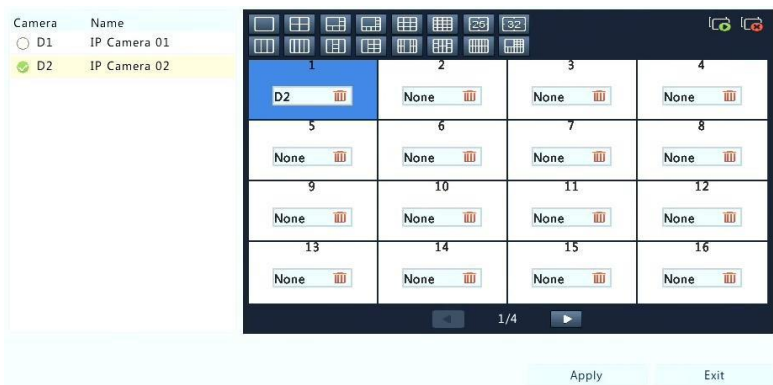 Camera Name
D1 IP Camera 01
D2 IP Camera 02
25 32
1 2 3 4
D2 None None None
5 6 7 8
None None None None
9 10 11 12
None None None None
13 14 15 16
None None None None
1/4
Apply Exit